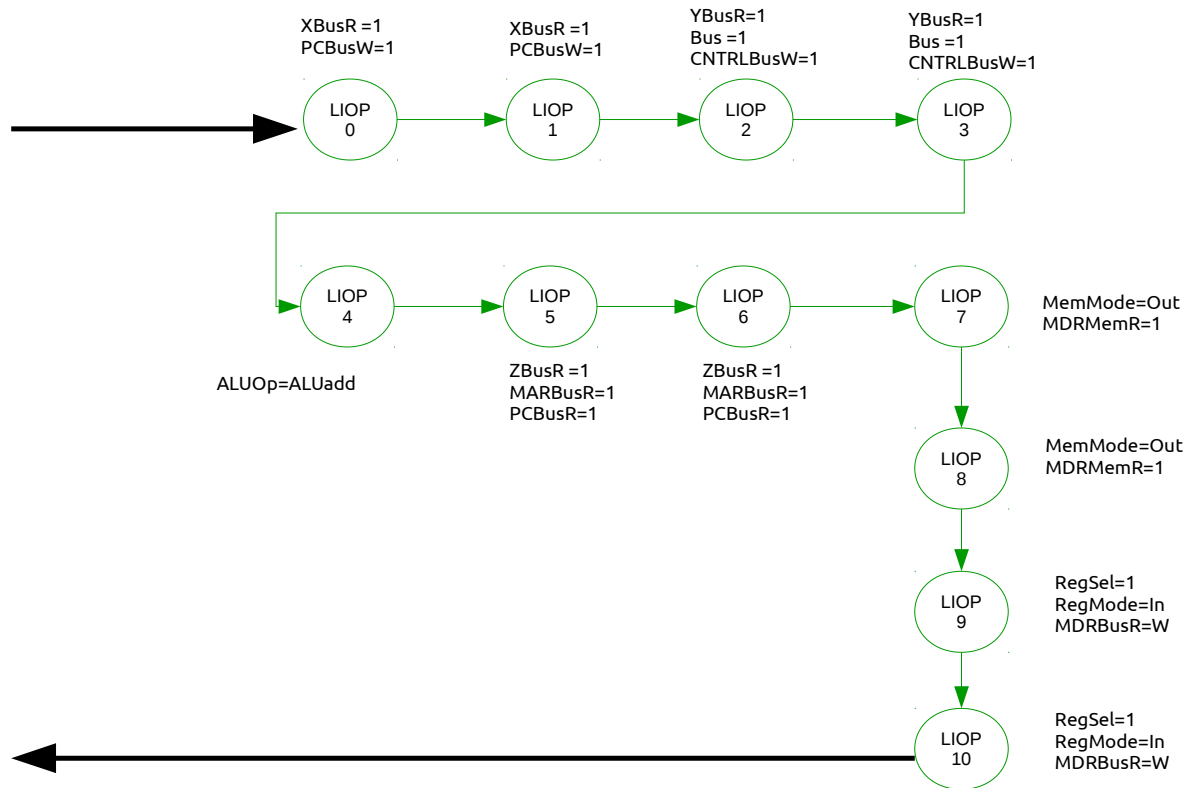 XBusR =1
PCBusW=1
XBusR =1
PCBusW=1
YBusR=1
Bus =1
CNTRLBusW=1
YBusR=1
Bus =1
CNTRLBusW=1
LIOP
0
LIOP
1
LIOP
2
LIOP
3
LIOP
4
LIOP
5
LIOP
6
LIOP
7
MemMode=Out
MDRMemR=1
ALUOp=ALUadd
ZBusR =1
MARBusR=1
PCBusR=1
ZBusR =1
MARBusR=1
PCBusR=1
LIOP
8
MemMode=Out
MDRMemR=1
LIOP
9
RegSel=1
RegMode=In
MDRBusR=W
LIOP
10
RegSel=1
RegMode=In
MDRBusR=W